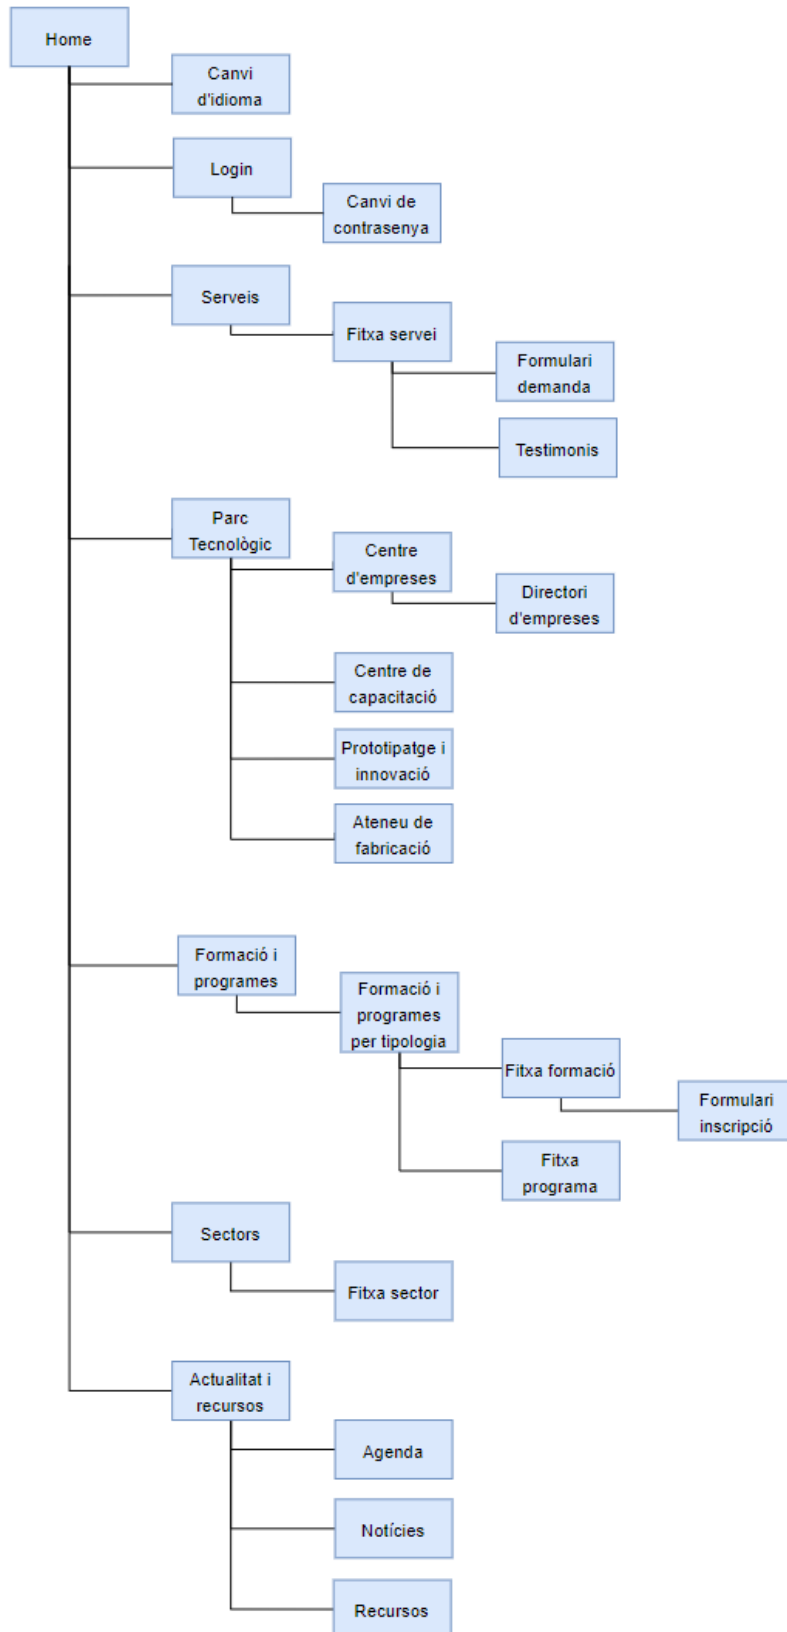 Home
Canvi
d'idioma
Login
Canvi de
contrasenya
Serveis
Fitxa servei
Formulari
demanda
Testimonis
Parc
Tecnològic
Centre
d'empreses
Directori
d'empreses
Centre de
capacitació
Prototipatge i
innovació
Ateneu de
fabricació
Formació i
programes
Formació i
programes
per tipologia
Fitxa formació
Formulari
inscripció
Fitxa
programa
Sectors
Fitxa sector
Actualitat i
recursos
Agenda
Notícies
Recursos